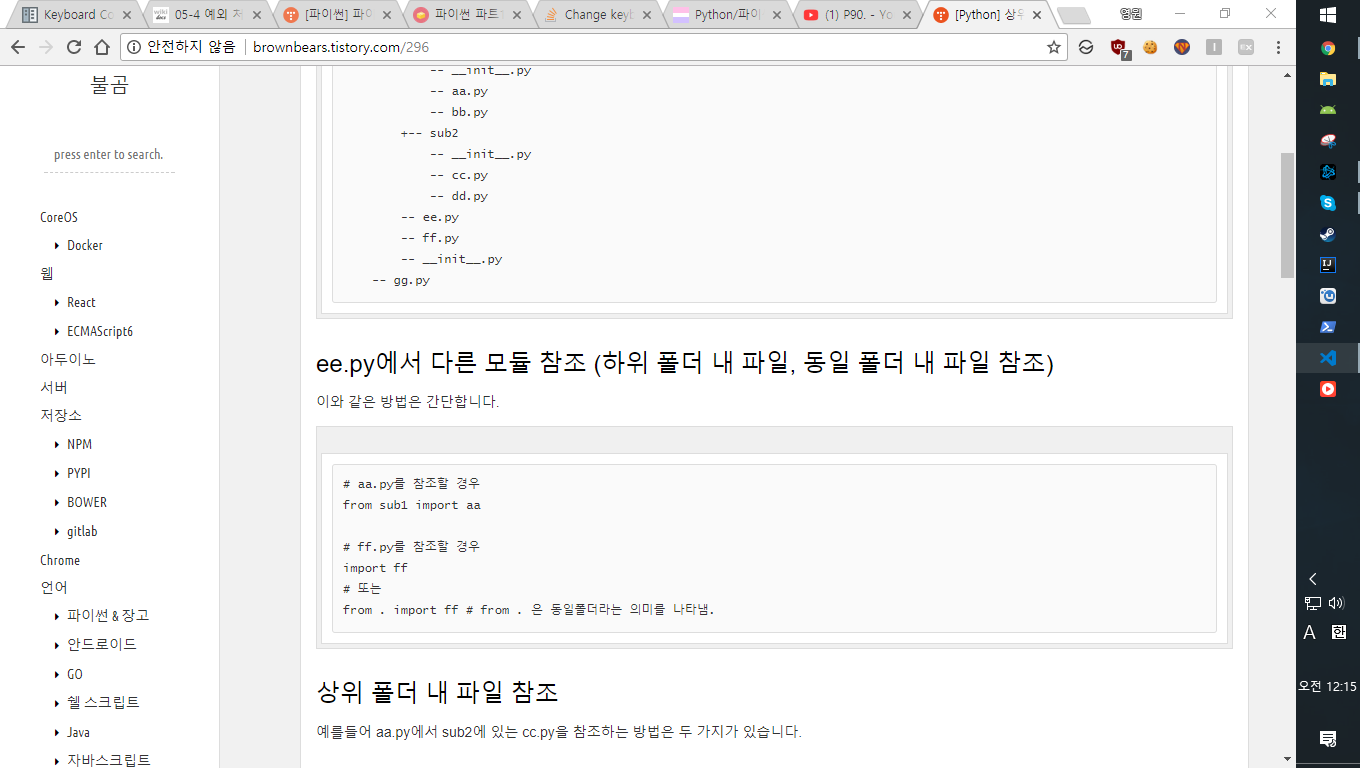 Keyboard Co
05-4 예외 처
[파이썬] 파이
파이썬 파트
Change keyb
Python/파이
(1) P90. - Yo
[Python] 상위
영원
안전하지 않음
brownbears.tistory.com/296
7
불곰
press enter to search.
CoreOS
Docker
웹
React
ECMAScript6
아두이노
서버
저장소
NPM
PYPI
BOWER
gitlab
Chrome
언어
파이썬 & 장고
안드로이드
GO
쉘 스크립트
Java
자바스크립트
-- __init__.py
-- aa.py
-- bb.py
+-- sub2
-- __init__.py
-- cc.py
-- dd.py
-- ee.py
-- ff.py
-- __init__.py
-- gg.py
ee.py에서 다른 모듈 참조 (하위 폴더 내 파일, 동일 폴더 내 파일 참조)
이와 같은 방법은 간단합니다.
# aa.py를 참조할 경우
from sub1 import aa
# ff.py를 참조할 경우
import ff
# 또는
from . import ff # from . 은 동일폴더라는 의미를 나타냄.
상위 폴더 내 파일 참조
예를들어 aa.py에서 sub2에 있는 cc.py을 참조하는 방법은 두 가지가 있습니다.
A 한
오전 12:15